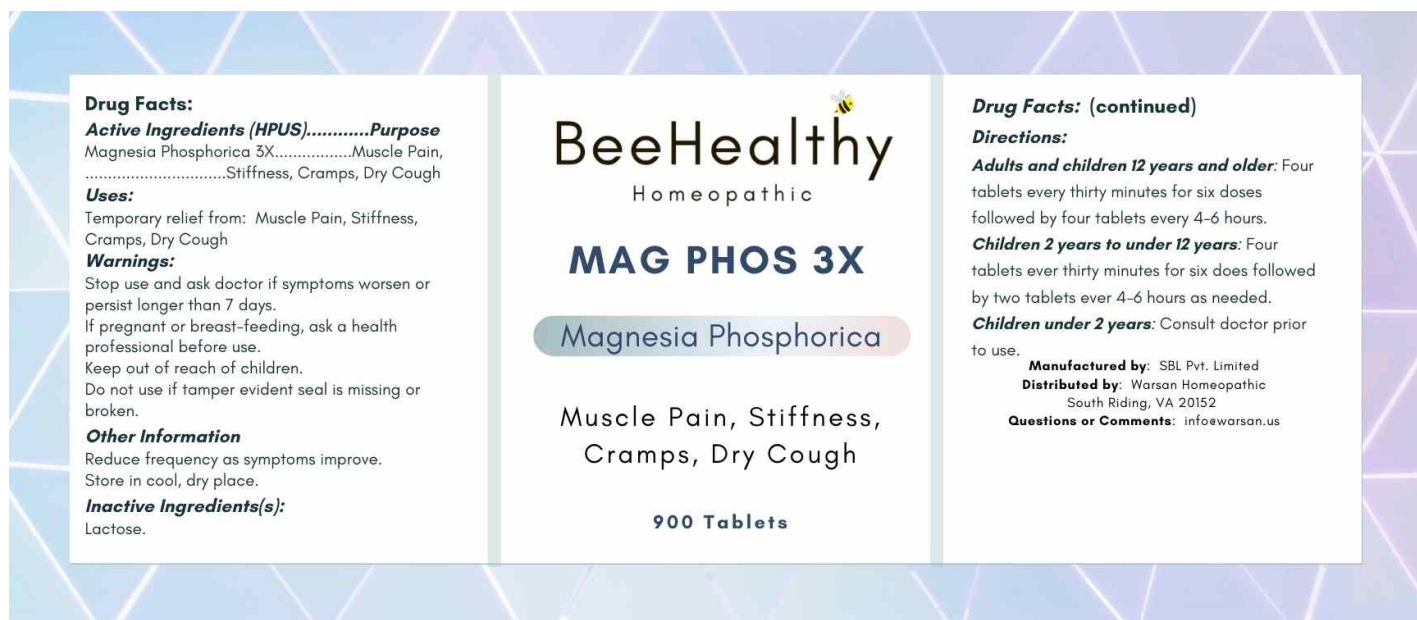 Drug Facts:
Active Ingredients (HPUS)............Purpose
Magnesia Phosphorica 3X.................Muscle Pain,
...............................Stiffness, Cramps, Dry Cough
Uses:
Temporary relief from: Muscle Pain, Stiffness,
Cramps, Dry Cough
Warnings:
Stop use and ask doctor if symptoms worsen or
persist longer than 7 days.
If pregnant or breast-feeding, ask a health
professional before use.
Keep out of reach of children.
Do not use if tamper evident seal is missing or
broken.
Other Information
Reduce frequency as symptoms improve.
Store in cool, dry place.
Inactive Ingredients(s):
Lactose.
BeeHealthy
Homeopathic
MAG PHOS 3X
Magnesia Phosphorica
Muscle Pain, Stiffness,
Cramps, Dry Cough
900 Tablets
Drug Facts: (continued)
Directions:
Adults and children 12 years and older: Four
tablets every thirty minutes for six doses
followed by four tablets every 4-6 hours.
Children 2 years to under 12 years: Four
tablets ever thirty minutes for six does followed
by two tablets ever 4-6 hours as needed.
Children under 2 years: Consult doctor prior
to use.
Manufactured by: SBL Pvt. Limited
Distributed by: Warsan Homeopathic
South Riding, VA 20152
Questions or Comments: info@warsan.us